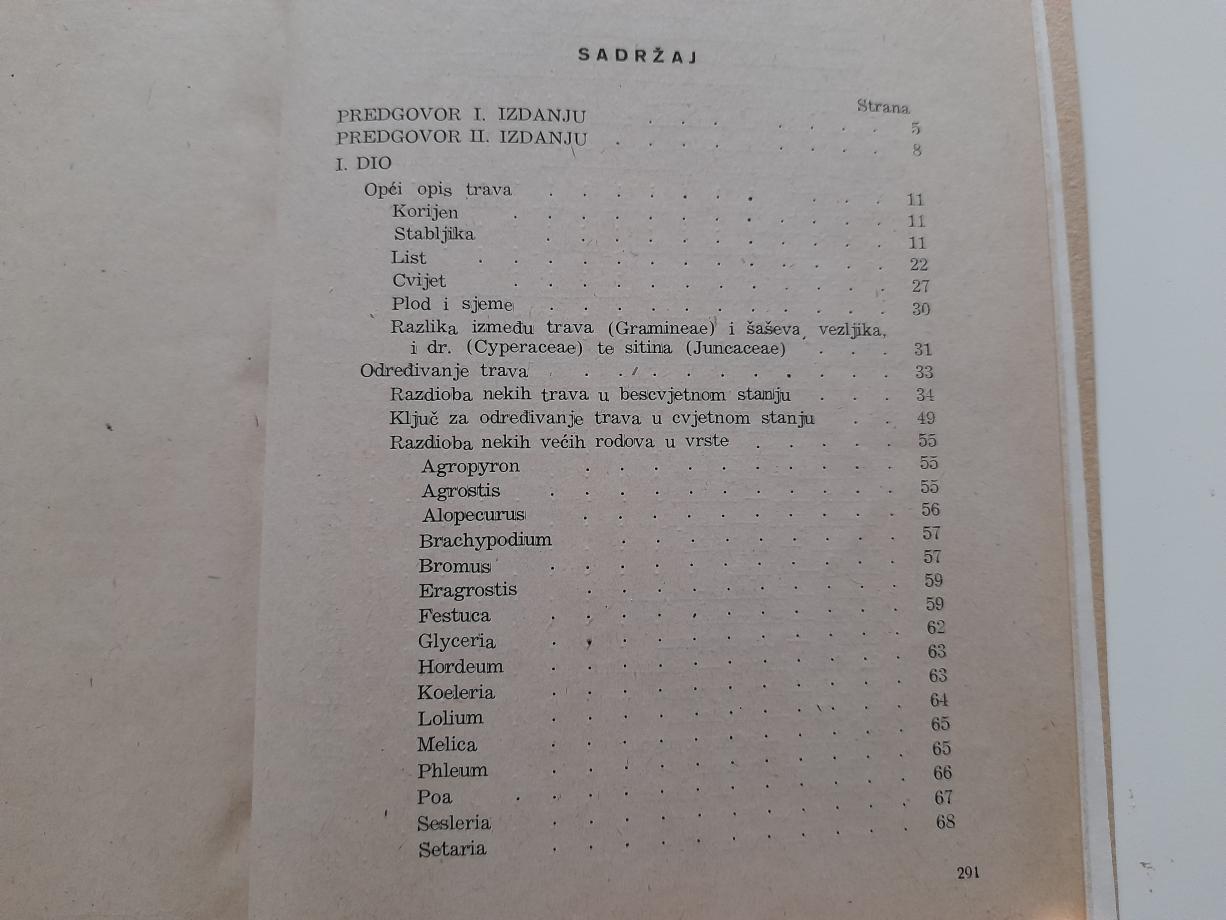 SADRŽAJ
Strana
PREDGOVOR I. IZDANJU . . . . . . . 5
PREDGOVOR II. IZDANJU . . . . . . . 8
I. DIO
Opći opis trava . . . . . . . . . . 11
Korijen . . . . . . . . . . . 11
Stabljika . . . . . . . . . . 11
List . . . . . . . . . . . . 22
Cvijet . . . . . . . . . . . 27
Plod i sjeme . . . . . . . . . . 30
Razlika između trava (Gramineae) i šaševa, vezljika,
i dr. (Cyperaceae) te sitina (Juncaceae) . . . 31
Određivanje trava . . . . . . . . . 33
Razdioba nekih trava u bescvjetnom stanju . . . 34
Ključ za određivanje trava u cvjetnom stanju . . 49
Razdioba nekih većih rodova u vrste . . . . . 55
Agropyron . . . . . . . . . 55
Agrostis . . . . . . . . . . 55
Alopecurus . . . . . . . . . . 56
Brachypodium . . . . . . . . 57
Bromus . . . . . . . . . . 57
Eragrostis . . . . . . . . . 59
Festuca . . . . . . . . . . 59
Glyceria . . . . . . . . . . 62
Hordeum . . . . . . . . . . 63
Koeleria . . . . . . . . . . 63
Lolium . . . . . . . . . . 64
Melica . . . . . . . . . . 65
Phleum . . . . . . . . . . 65
Poa . . . . . . . . . . . 66
Sesleria . . . . . . . . . . 67
Setaria . . . . . . . . . . 68
291